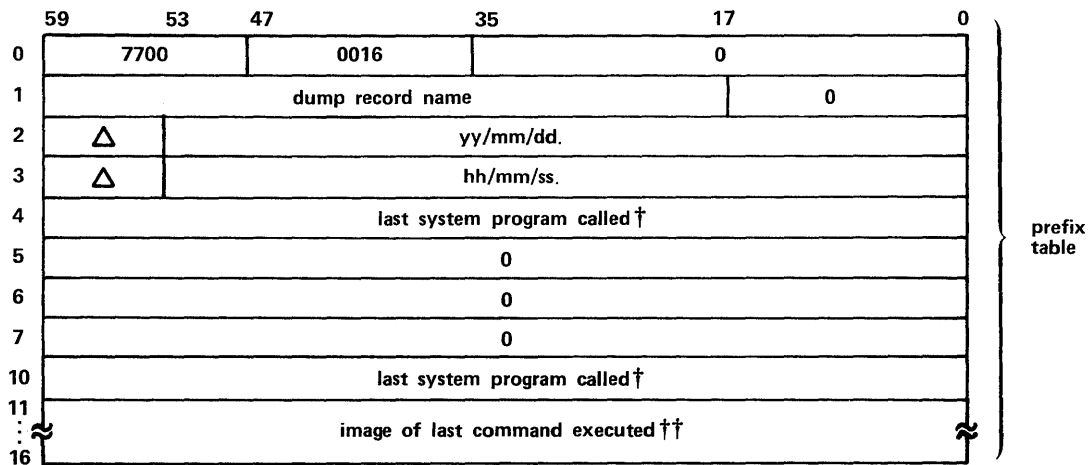 59 53 47 35 17 0
0 7700 0016 0
1 dump record name 0
2 △ yy/mm/dd.
3 △ hh/mm/ss.
4 last system program called †
5 0
6 0
7 0
10 last system program called †
11
⋮ image of last command executed ††
16
prefix
table